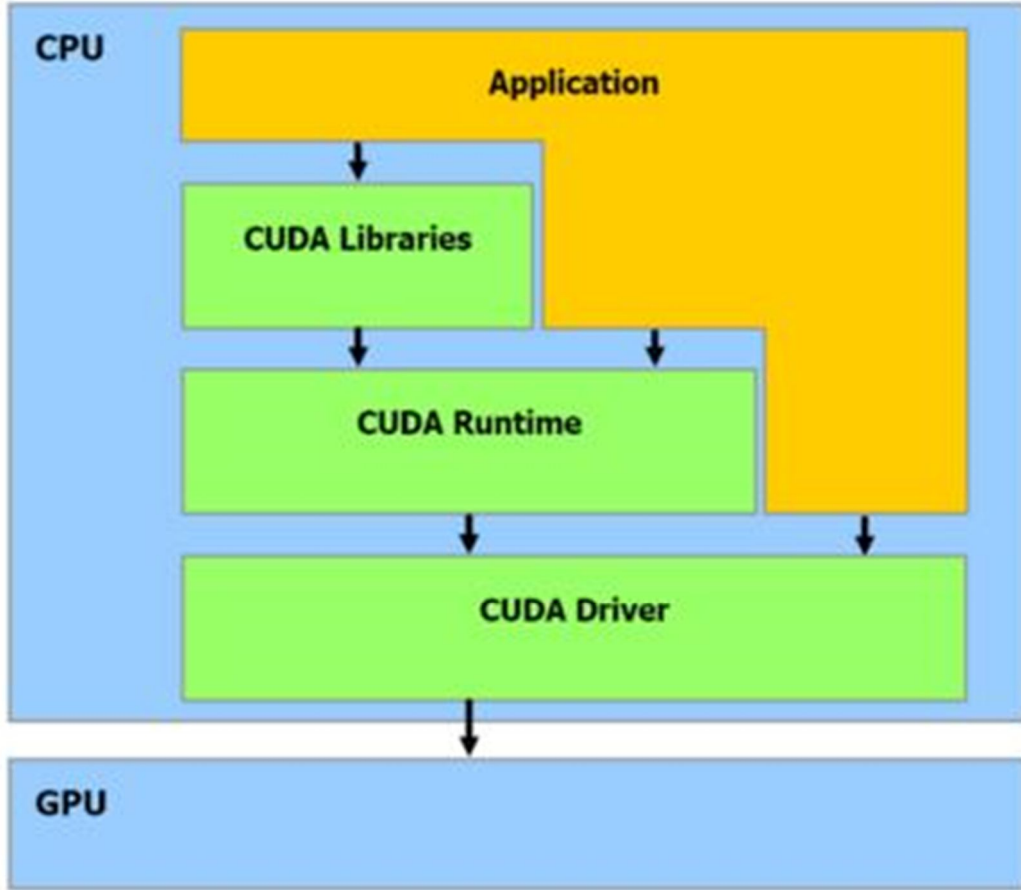 CPU
Application
CUDA Libraries
CUDA Runtime
CUDA Driver
GPU